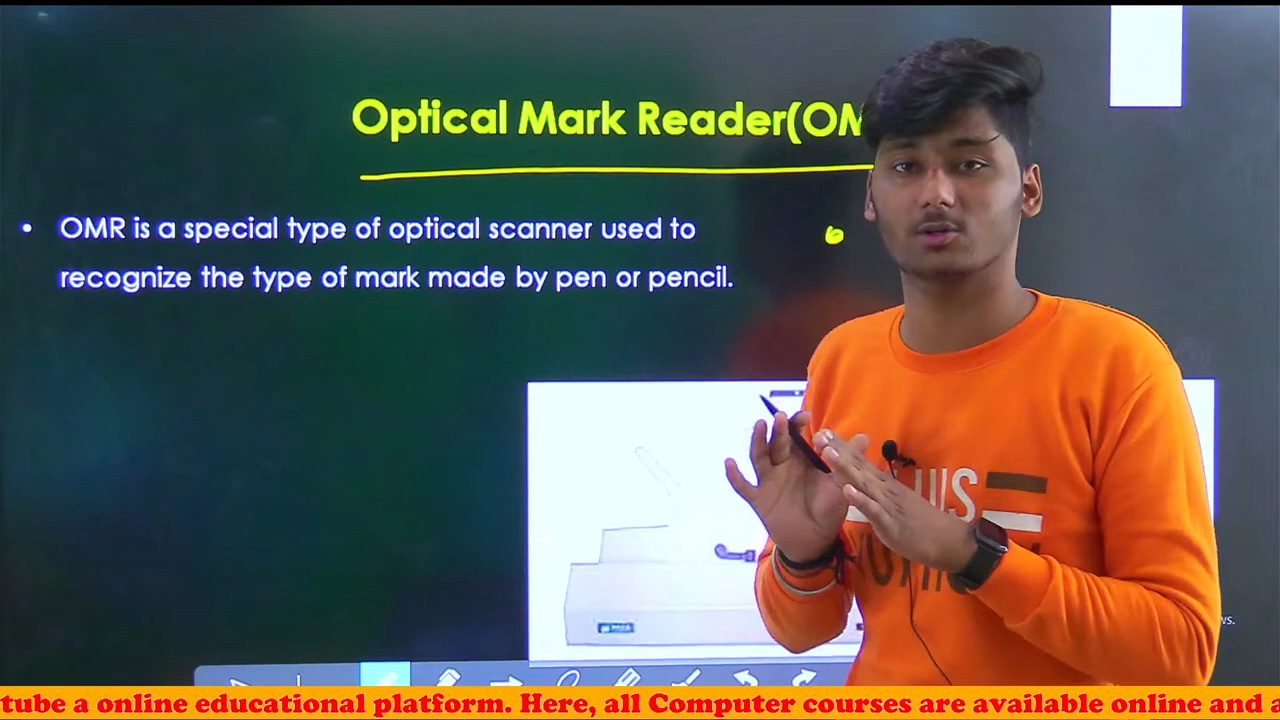 Optical Mark Reader(OM
• OMR is a special type of optical scanner used to
recognize the type of mark made by pen or pencil.
tube a online educational platform. Here, all Computer courses are available online and a